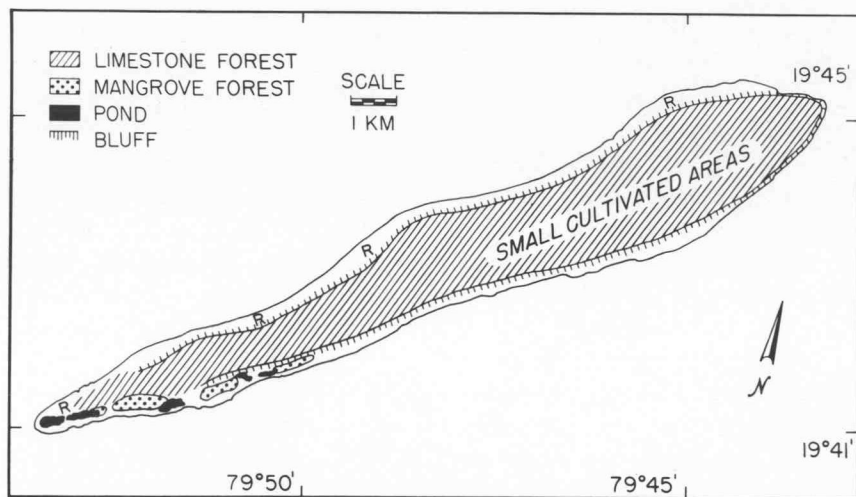 LIMESTONE FOREST
MANGROVE FOREST
POND
BLUFF
SCALE
1 KM
19°45'
R
SMALL CULTIVATED AREAS
R
R
R
N
19°41'
79°50'
79°45'